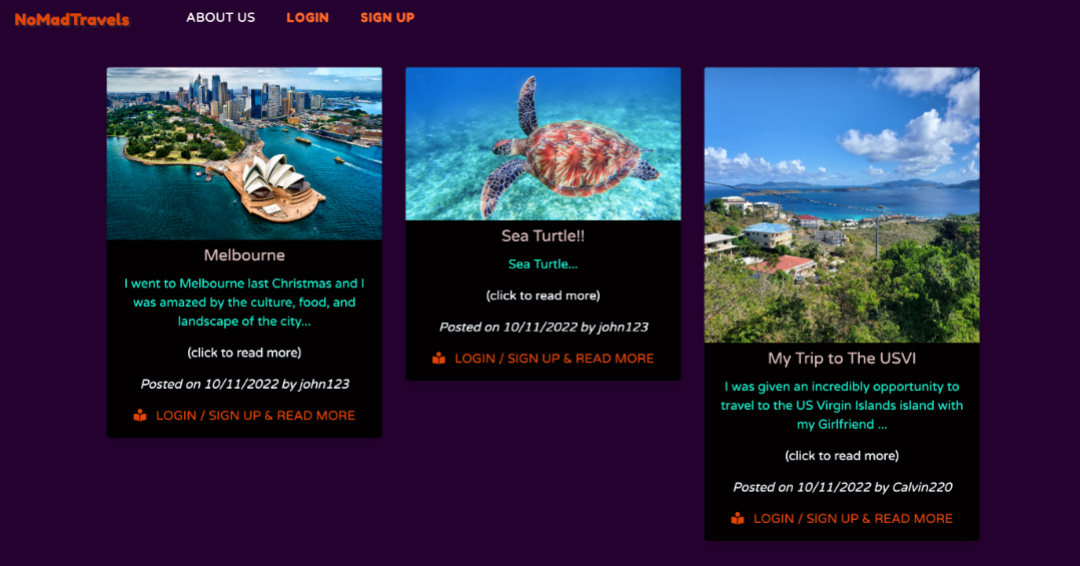 NoMadTravels
ABOUT US
LOGIN
SIGN UP
Melbourne
I went to Melbourne last Christmas and I
was amazed by the culture, food, and
landscape of the city...
(click to read more)
Posted on 10/11/2022 by john123
LOGIN / SIGN UP & READ MORE
Sea Turtle!!
Sea Turtle...
(click to read more)
Posted on 10/11/2022 by john123
LOGIN / SIGN UP & READ MORE
My Trip to The USVI
I was given an incredibly opportunity to
travel to the US Virgin Islands island with
my Girlfriend ...
(click to read more)
Posted on 10/11/2022 by Calvin220
LOGIN / SIGN UP & READ MORE